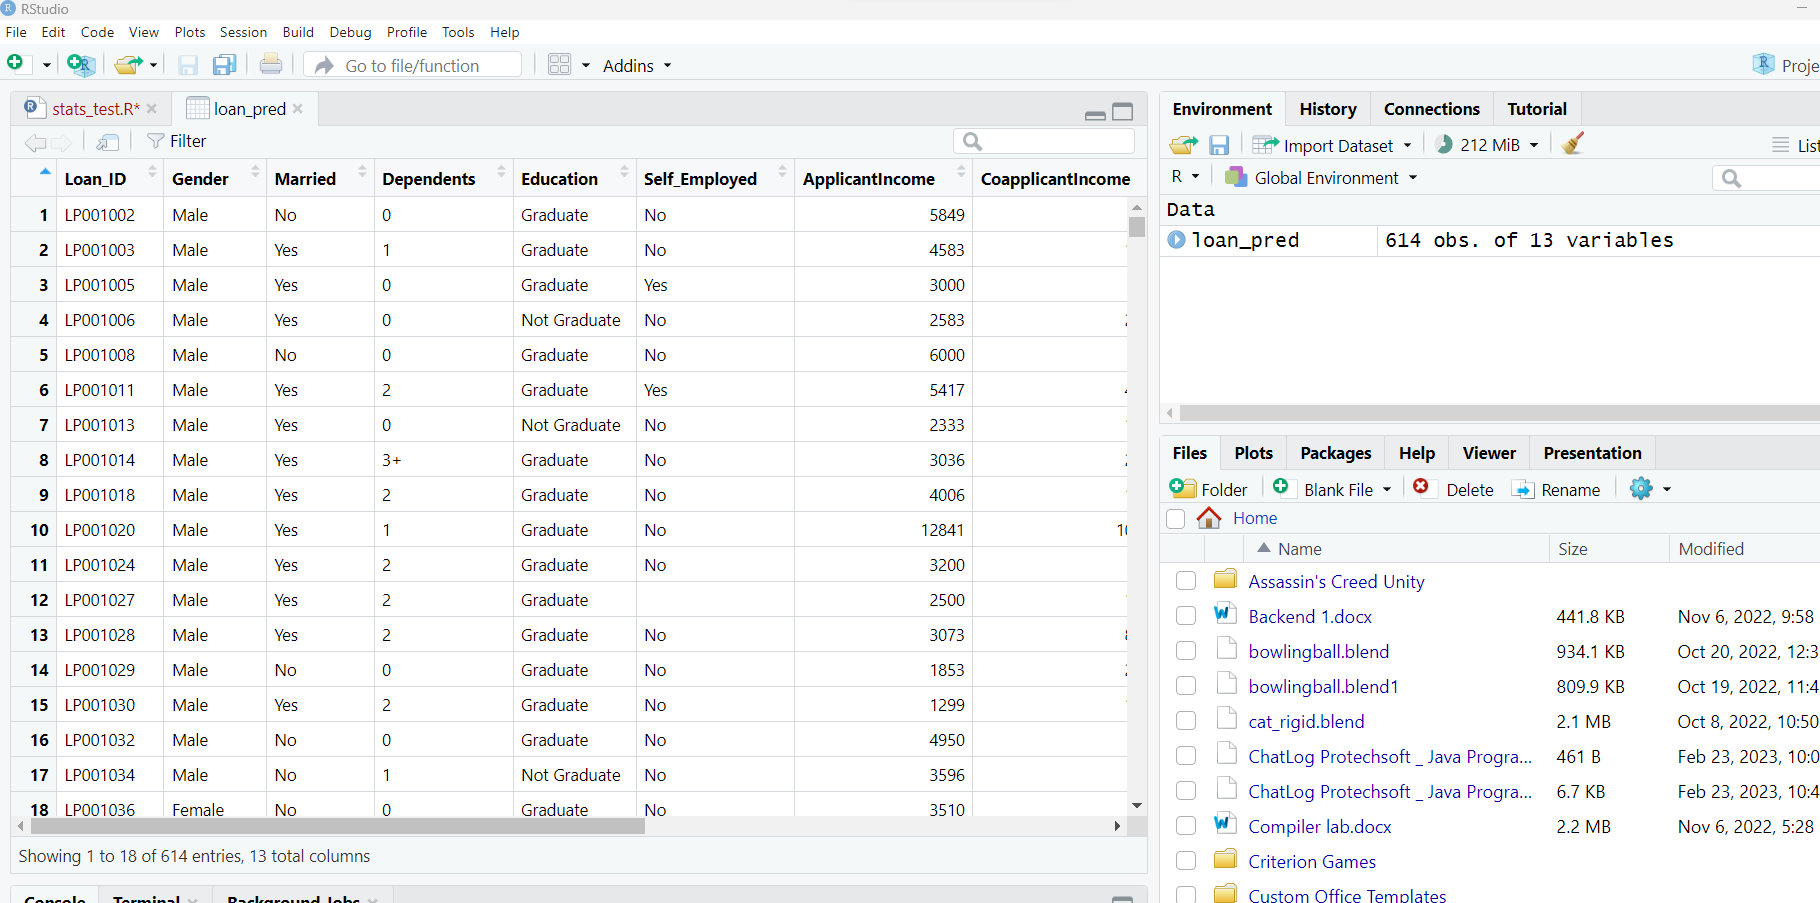 RStudio
File Edit Code View Plots Session Build Debug Profile Tools Help
Go to file/function Addins
stats_test.R* loan_pred
Filter
Loan_ID Gender Married Dependents Education Self_Employed ApplicantIncome CoapplicantIncome
1 LP001002 Male No 0 Graduate No 5849
2 LP001003 Male Yes 1 Graduate No 4583
3 LP001005 Male Yes 0 Graduate Yes 3000
4 LP001006 Male Yes 0 Not Graduate No 2583
5 LP001008 Male No 0 Graduate No 6000
6 LP001011 Male Yes 2 Graduate Yes 5417
7 LP001013 Male Yes 0 Not Graduate No 2333
8 LP001014 Male Yes 3+ Graduate No 3036
9 LP001018 Male Yes 2 Graduate No 4006
10 LP001020 Male Yes 1 Graduate No 12841
11 LP001024 Male Yes 2 Graduate No 3200
12 LP001027 Male Yes 2 Graduate 2500
13 LP001028 Male Yes 2 Graduate No 3073
14 LP001029 Male No 0 Graduate No 1853
15 LP001030 Male Yes 2 Graduate No 1299
16 LP001032 Male No 0 Graduate No 4950
17 LP001034 Male No 1 Not Graduate No 3596
18 LP001036 Female No 0 Graduate No 3510
Showing 1 to 18 of 614 entries, 13 total columns
Console Terminal Background Jobs
Proje
Environment History Connections Tutorial
Import Dataset 212 MiB List
R Global Environment
Data
loan_pred 614 obs. of 13 variables
Files Plots Packages Help Viewer Presentation
Folder Blank File Delete Rename
Home
Name Size Modified
Assassin's Creed Unity
Backend 1.docx 441.8 KB Nov 6, 2022, 9:58
bowlingball.blend 934.1 KB Oct 20, 2022, 12:3
bowlingball.blend1 809.9 KB Oct 19, 2022, 11:4
cat_rigid.blend 2.1 MB Oct 8, 2022, 10:50
ChatLog Protechsoft _ Java Progra... 461 B Feb 23, 2023, 10:0
ChatLog Protechsoft _ Java Progra... 6.7 KB Feb 23, 2023, 10:4
Compiler lab.docx 2.2 MB Nov 6, 2022, 5:28
Criterion Games
Custom Office Templates